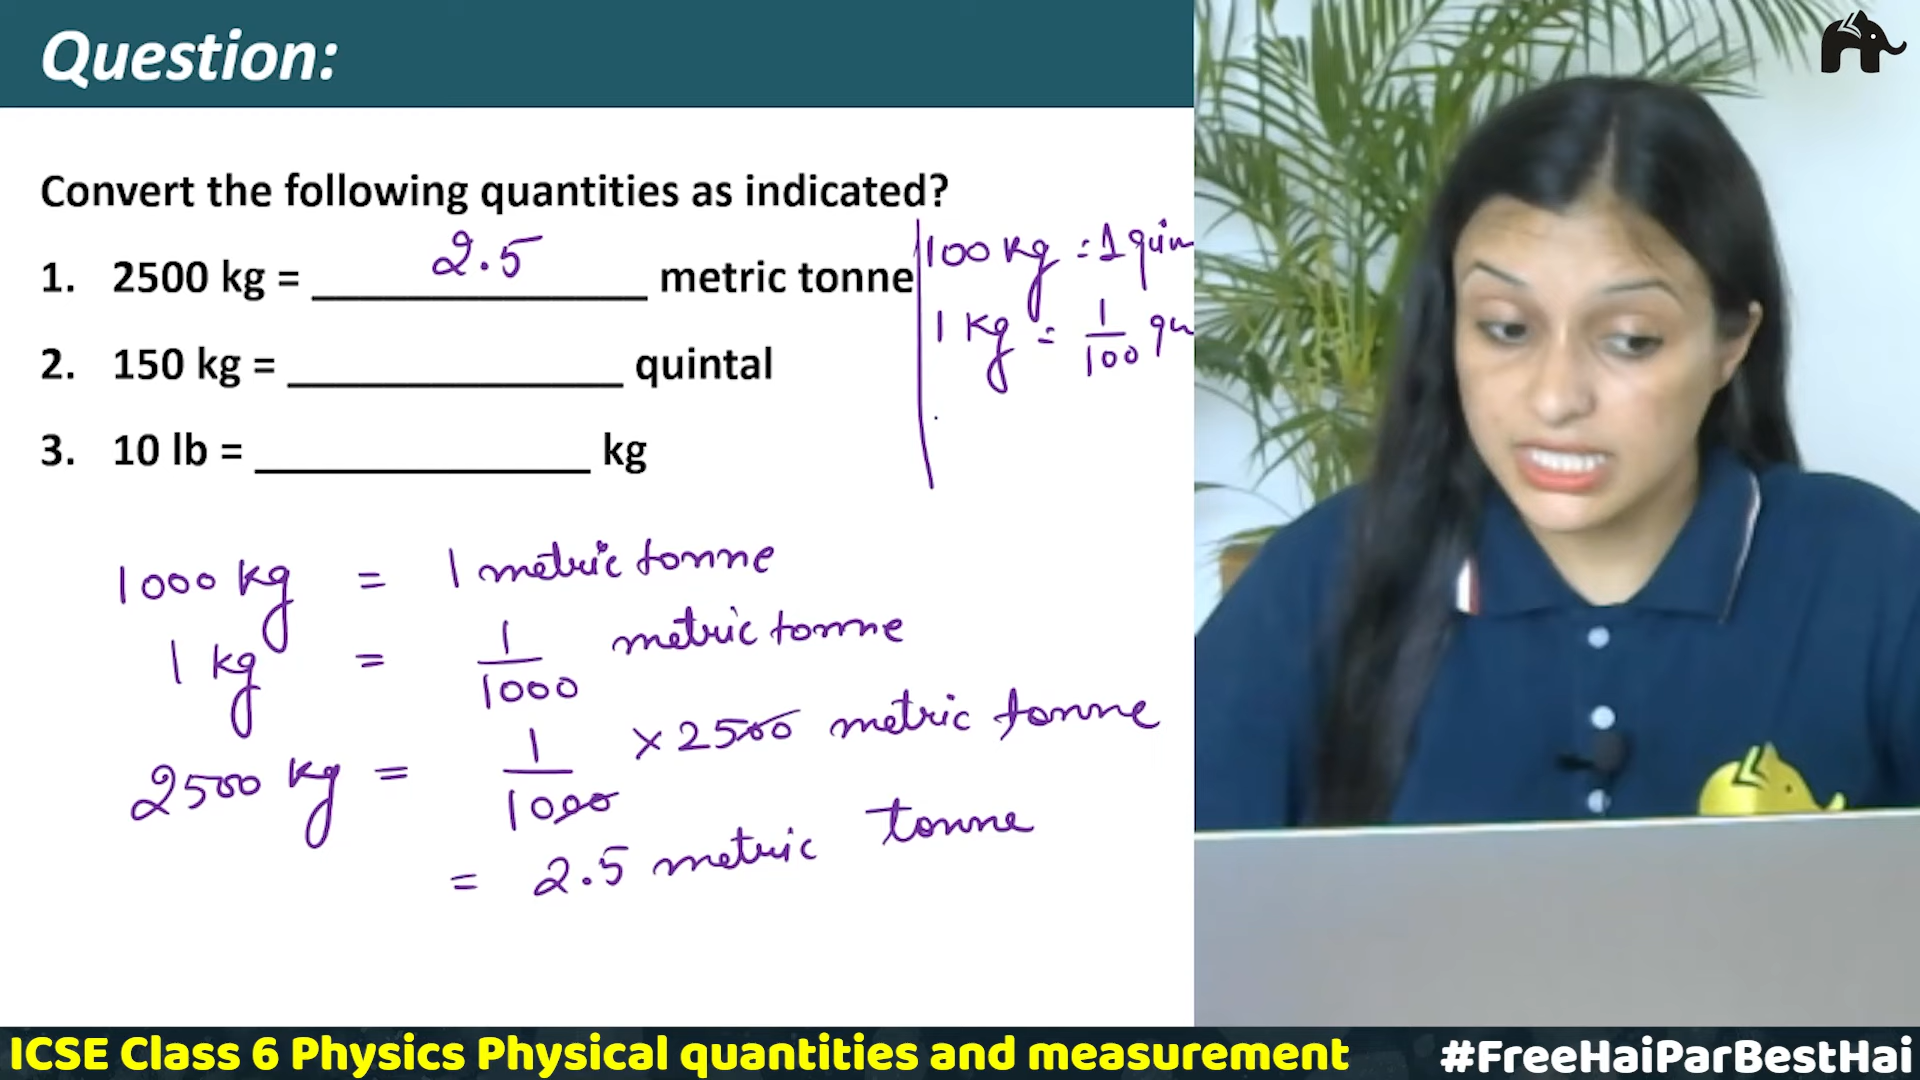 Question:
Convert the following quantities as indicated?
1. 2500 kg = 2.5 metric tonne
2. 150 kg = ______________ quintal
3. 10 lb = ______________ kg
100 kg = 1 quin
1 kg = 1/100 qu
1000 kg = 1 metric tonne
1 kg = 1/1000 metric tonne
2500 kg = 1/1000 × 2500 metric tonne
= 2.5 metric tonne
ICSE Class 6 Physics Physical quantities and measurement
#FreeHaiParBestHai